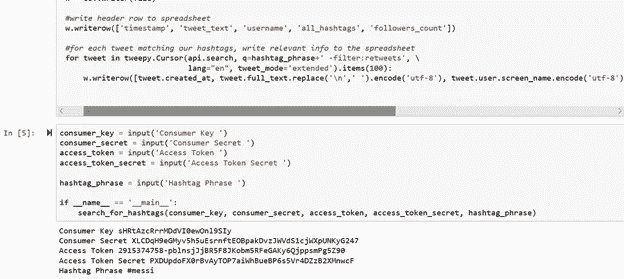 #write header row to spreadsheet
w.writerow(['timestamp', 'tweet_text', 'username', 'all_hashtags', 'followers_count'])
#for each tweet matching our hashtags, write relevant info to the spreadsheet
for tweet in tweepy.Cursor(api.search, q=hashtag_phrase+' -filter:retweets', \
lang="en", tweet_mode='extended').items(100):
w.writerow([tweet.created_at, tweet.full_text.replace('\n',' ').encode('utf-8'), tweet.user.screen_name.encode('utf-8')
In [5]:
consumer_key = input('Consumer Key ')
consumer_secret = input('Consumer Secret ')
access_token = input('Access Token ')
access_token_secret = input('Access Token Secret ')
hashtag_phrase = input('Hashtag Phrase ')
if __name__ == '__main__':
search_for_hashtags(consumer_key, consumer_secret, access_token, access_token_secret, hashtag_phrase)
Consumer Key
Consumer Secret
Access Token
Access Token Secret
Hashtag Phrase #messi